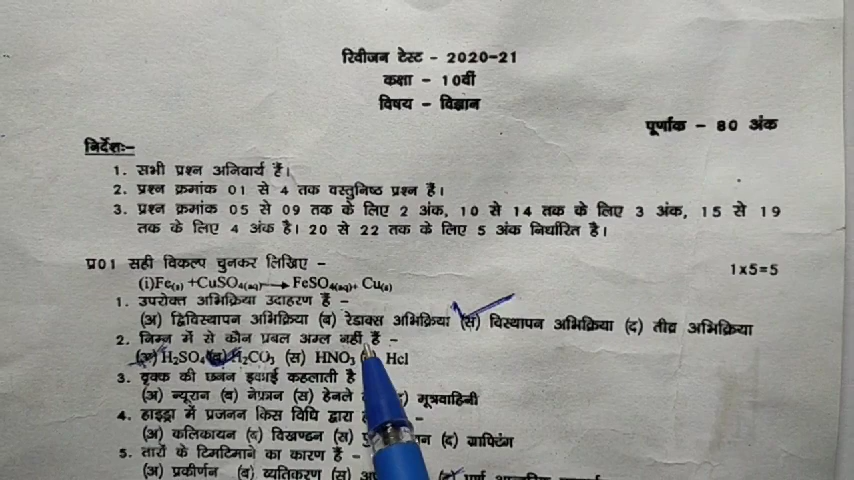 रिवीजन टेस्ट - 2020-21
कक्षा - 10वीं
विषय - विज्ञान
पूर्णांक - 80 अंक
निर्देशः-
1. सभी प्रश्न अनिवार्य हैं।
2. प्रश्न क्रमांक 01 से 4 तक वस्तुनिष्ठ प्रश्न हैं।
3. प्रश्न क्रमांक 05 से 09 तक के लिए 2 अंक, 10 से 14 तक के लिए 3 अंक, 15 से 19
तक के लिए 4 अंक है। 20 से 22 तक के लिए 5 अंक निर्धारित है।
प्र01 सही विकल्प चुनकर लिखिए - 1x5=5
(i)Fe(s) +CuSO4(aq)⟶ FeSO4(aq)+ Cu(s)
1. उपरोक्त अभिक्रिया उदाहरण हैं -
(अ) द्विविस्थापन अभिक्रिया (ब) रेडाक्स अभिक्रिया (स) विस्थापन अभिक्रिया (द) तीव्र अभिक्रिया
2. निम्न में से कौन प्रबल अम्ल नहीं हैं -
(अ) H2SO4 (ब) H2CO3 (स) HNO3 Hcl
3. वृक्क की छनन इकाई कहलाती है
(अ) न्यूरान (ब) नेफ्रान (स) हेनले मूत्रवाहिनी
4. हाइड्रा में प्रजनन किस विधि द्वारा
(अ) कलिकायन (ब) विखण्डन (स) (द) ग्राफ्टिंग
5. तारों के टिमटिमाने का कारण हैं -
(अ) प्रकीर्णन (ब) व्यतिकरण (स)